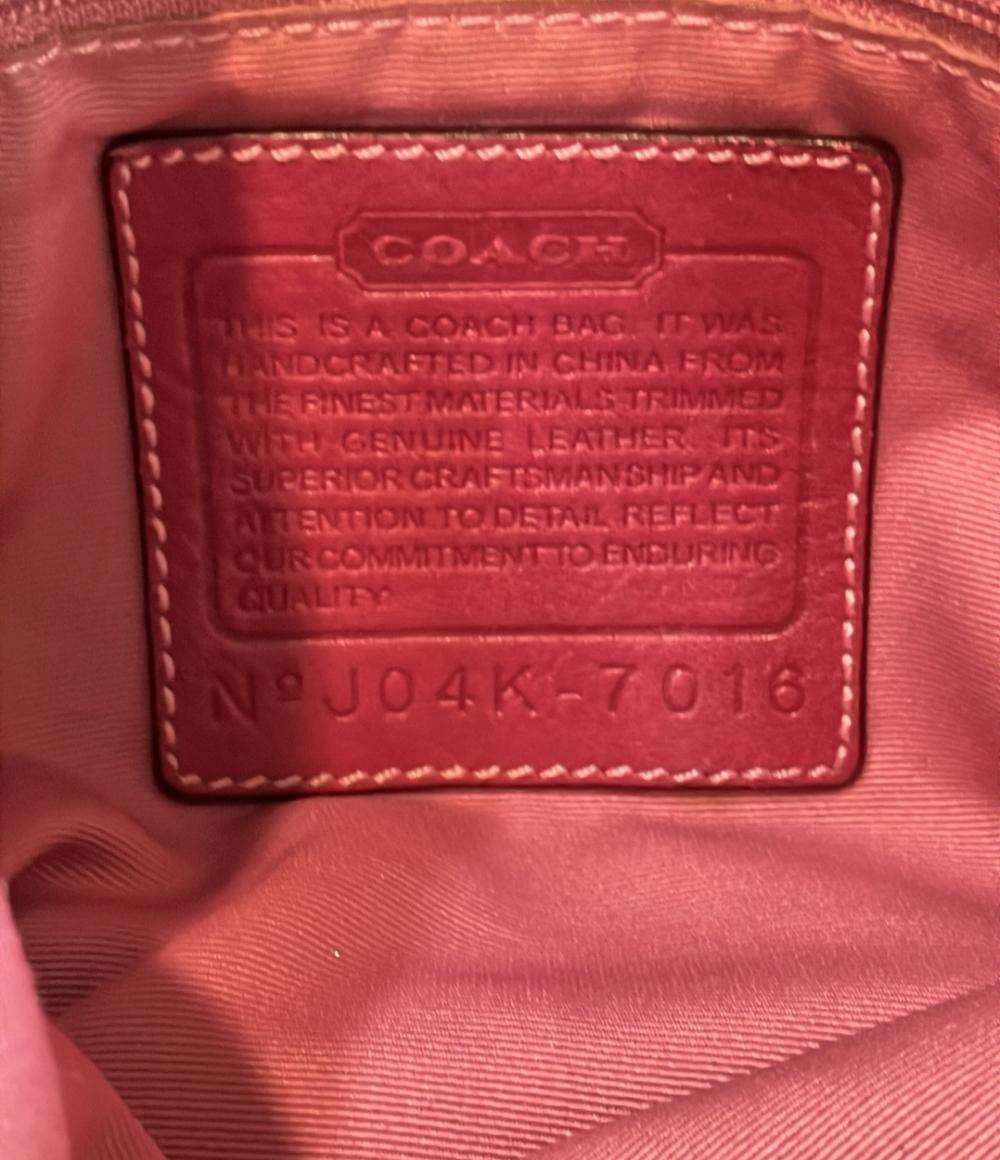 COACH
THIS IS A COACH BAG. IT WAS
HANDCRAFTED IN CHINA FROM
THE FINEST MATERIALS TRIMMED
WITH GENUINE LEATHER. ITS
SUPERIOR CRAFTSMANSHIP AND
ATTENTION TO DETAIL REFLECT
OUR COMMITMENT TO ENDURING
QUALITY.
Nº J04K-7016